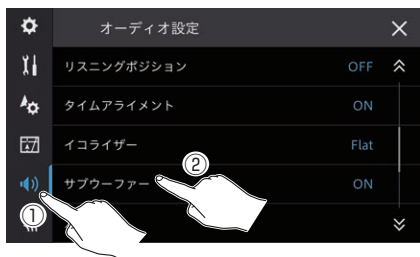 オーディオ設定
リスニングポジション OFF
タイムアライメント ON
イコライザー Flat
②
サブウーファー ON
①